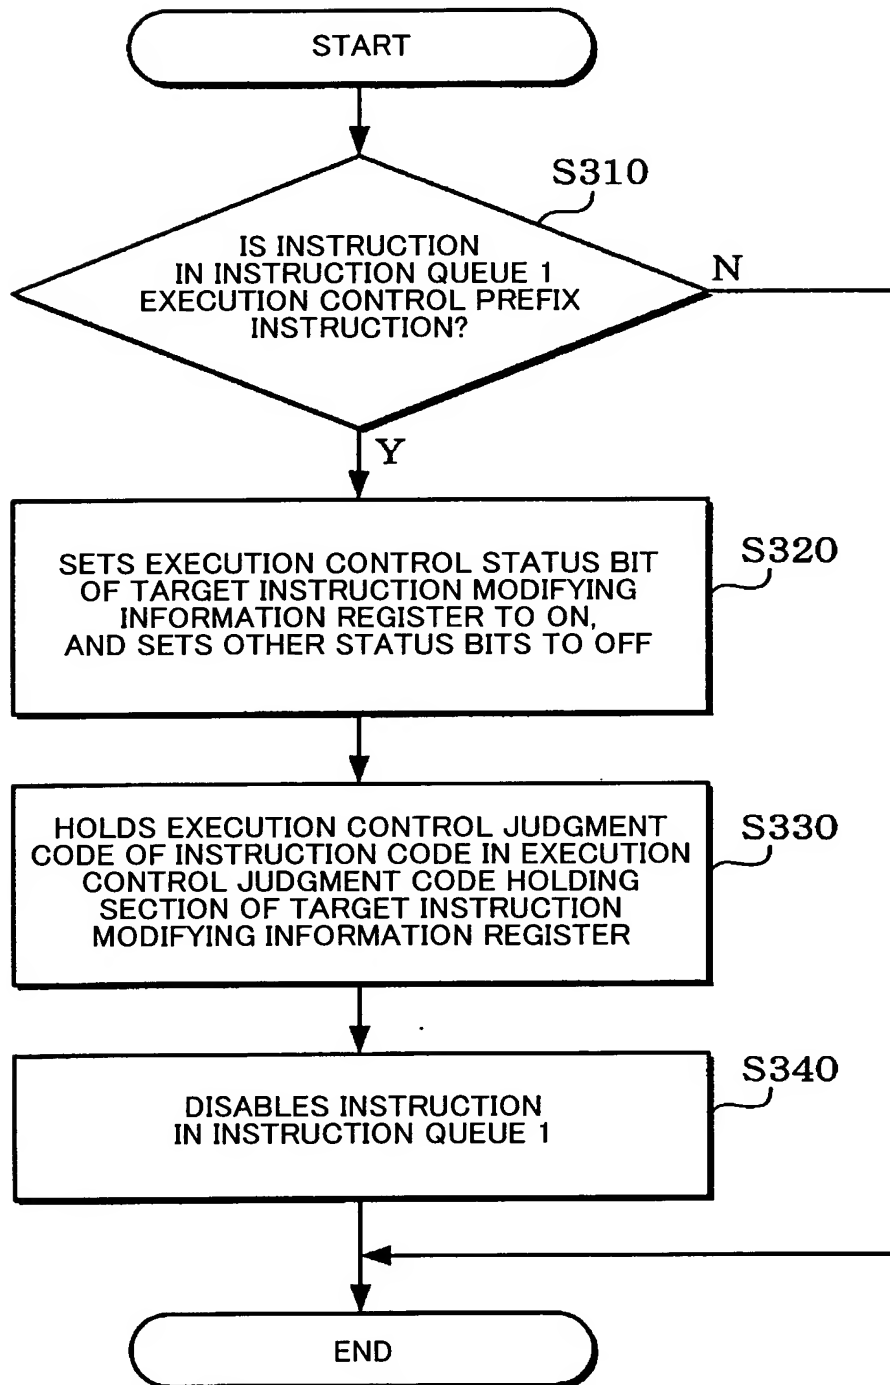 START
S310
IS INSTRUCTION
IN INSTRUCTION QUEUE 1
EXECUTION CONTROL PREFIX
INSTRUCTION?
N
Y
S320
SETS EXECUTION CONTROL STATUS BIT
OF TARGET INSTRUCTION MODIFYING
INFORMATION REGISTER TO ON,
AND SETS OTHER STATUS BITS TO OFF
S330
HOLDS EXECUTION CONTROL JUDGMENT
CODE OF INSTRUCTION CODE IN EXECUTION
CONTROL JUDGMENT CODE HOLDING
SECTION OF TARGET INSTRUCTION
MODIFYING INFORMATION REGISTER
S340
DISABLES INSTRUCTION
IN INSTRUCTION QUEUE 1
END